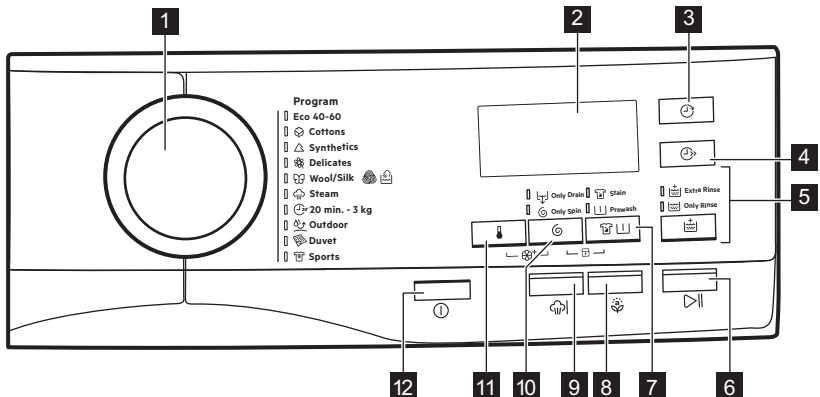 1
2
3
Program
Eco 40-60
Cottons
Synthetics
Delicates
Wool/Silk
Steam
20 min. - 3 kg
Outdoor
Duvet
Sports
4
5
Only Drain Stain
Only Spin Prewash
Extra Rinse
Only Rinse
12
11
10
9
8
7
6